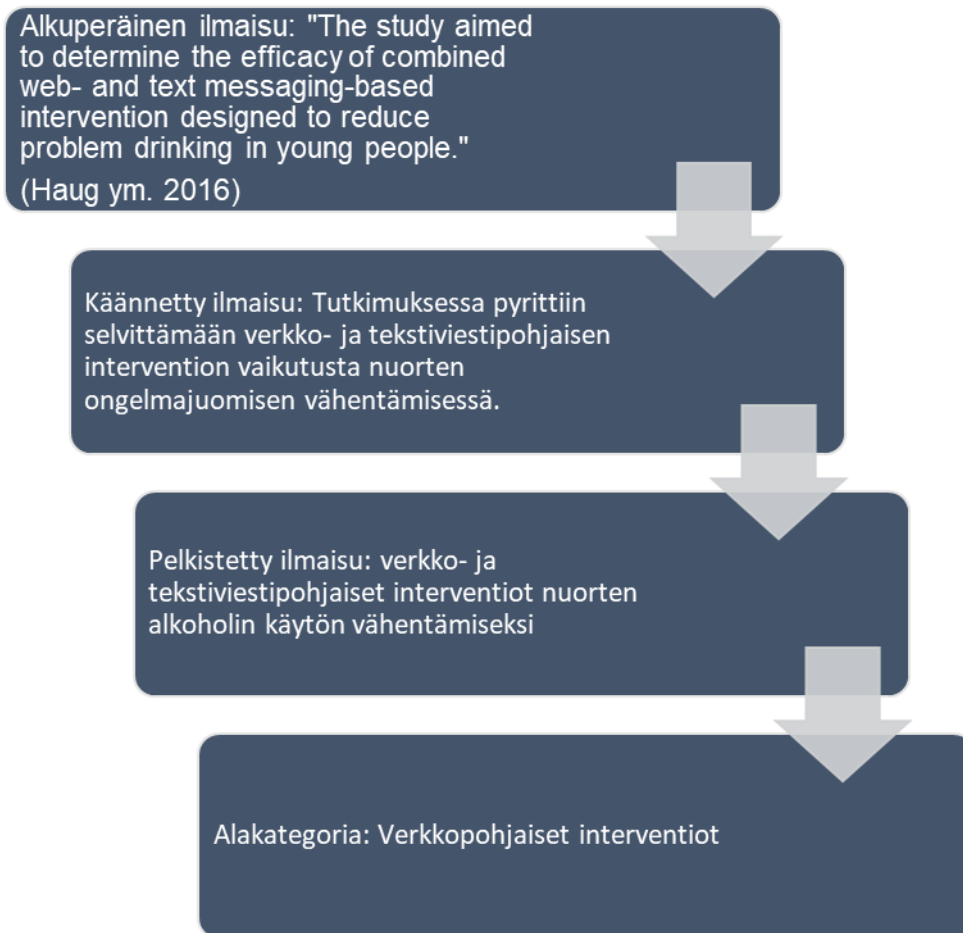 Alkuperäinen ilmaisu: "The study aimed
to determine the efficacy of combined
web- and text messaging-based
intervention designed to reduce
problem drinking in young people."
(Haug ym. 2016)
Käännetty ilmaisu: Tutkimuksessa pyrittiin
selvittämään verkko- ja tekstiviestipohjaisen
intervention vaikutusta nuorten
ongelmajuomisen vähentämisessä.
Pelkistetty ilmaisu: verkko- ja
tekstiviestipohjaiset interventiot nuorten
alkoholin käytön vähentämiseksi
Alakategoria: Verkkopohjaiset interventiot